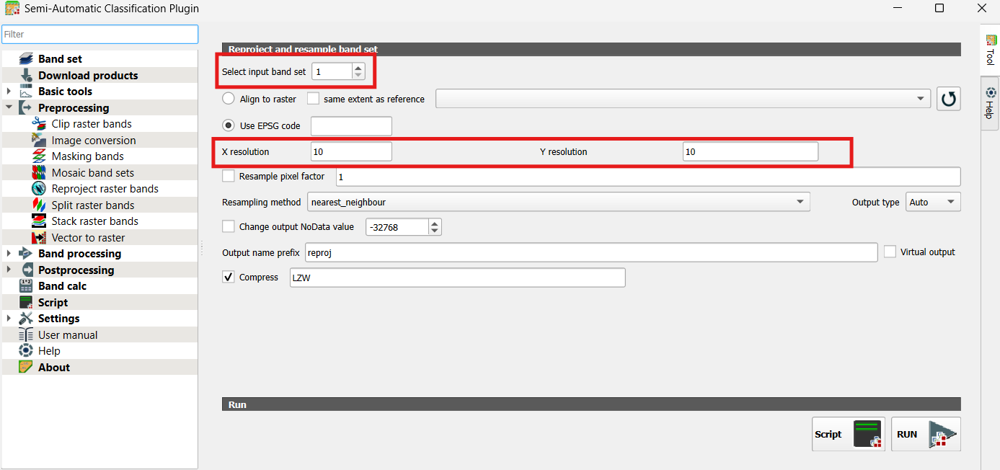 Semi-Automatic Classification Plugin
Filter
Band set
Download products
Basic tools
Preprocessing
Clip raster bands
Image conversion
Masking bands
Mosaic band sets
Reproject raster bands
Split raster bands
Stack raster bands
Vector to raster
Band processing
Postprocessing
Band calc
Script
Settings
User manual
Help
About
Reproject and resample band set
Select input band set 1
Align to raster same extent as reference
Use EPSG code
X resolution 10 Y resolution 10
Resample pixel factor 1
Resampling method nearest_neighbour Output type Auto
Change output NoData value -32768
Output name prefix reproj Virtual output
Compress LZW
Run
Script RUN
Tool
Help